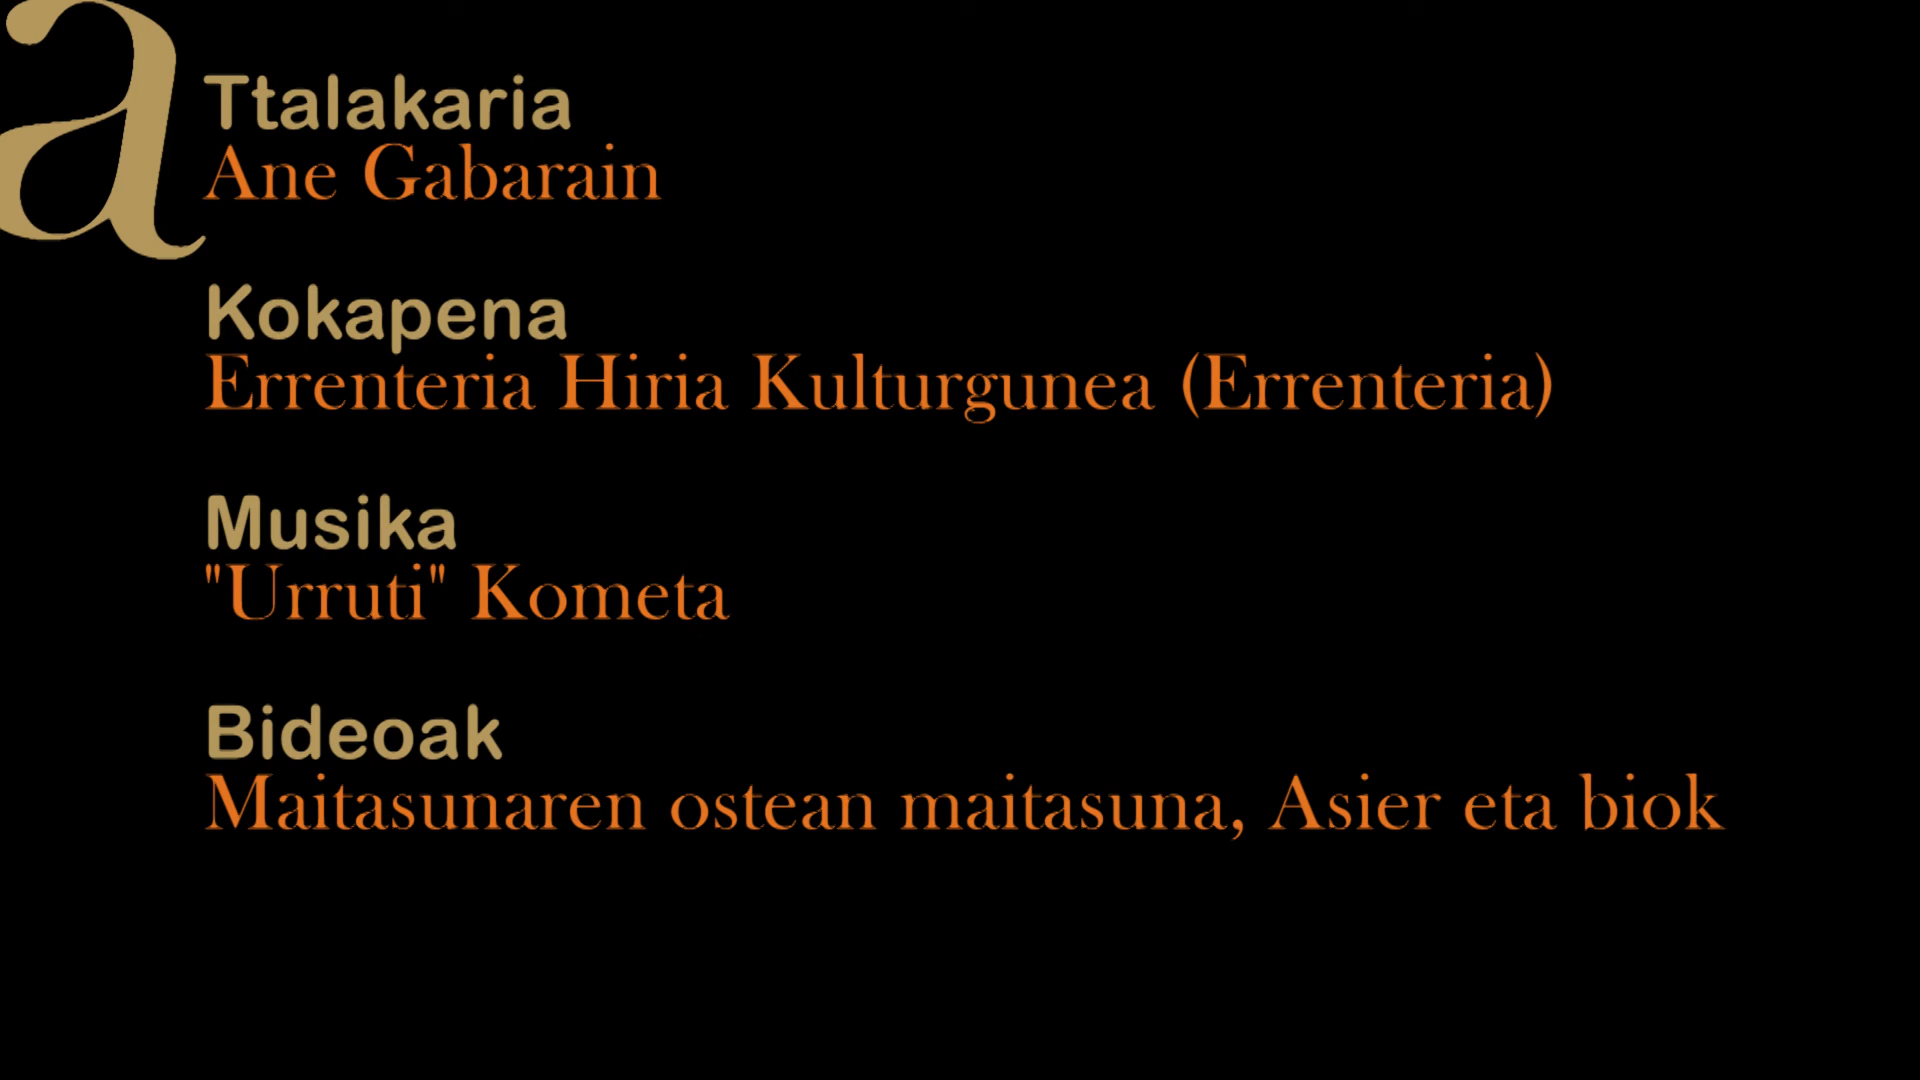 a
Ttalakaria
Ane Gabarain
Kokapena
Errenteria Hiria Kulturgunea (Errenteria)
Musika
"Urruti" Kometa
Bideoak
Maitasunaren ostean maitasuna, Asier eta biok